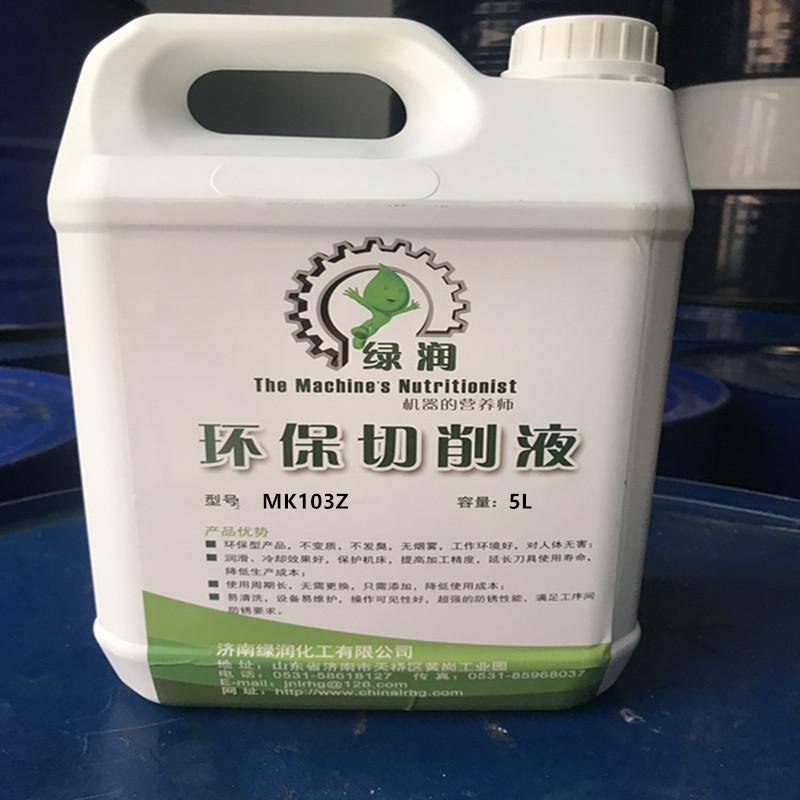 绿润
The Machine's Nutritionist
机器的营养师
环保切削液
型号: MK103Z 容量: 5L
产品优势
■ 环保型产品，不变质，不发臭，无烟雾，工作环境好，对人体无害；
■ 润滑、冷却效果好，保护机床，提高加工精度，延长刀具使用寿命，
降低生产成本；
■ 使用周期长，无需更换，只需添加，降低使用成本；
■ 易清洗，设备易维护，操作可见性好，超强的防锈性能，满足工序间
防锈要求。
济南绿润化工有限公司
地址：山东省济南市天桥区黄岗工业园
电话：0531-58618127 传真：0531-85968037
E-mail：jnlrhg@126.com
网址：http://www.chinalrhg.com